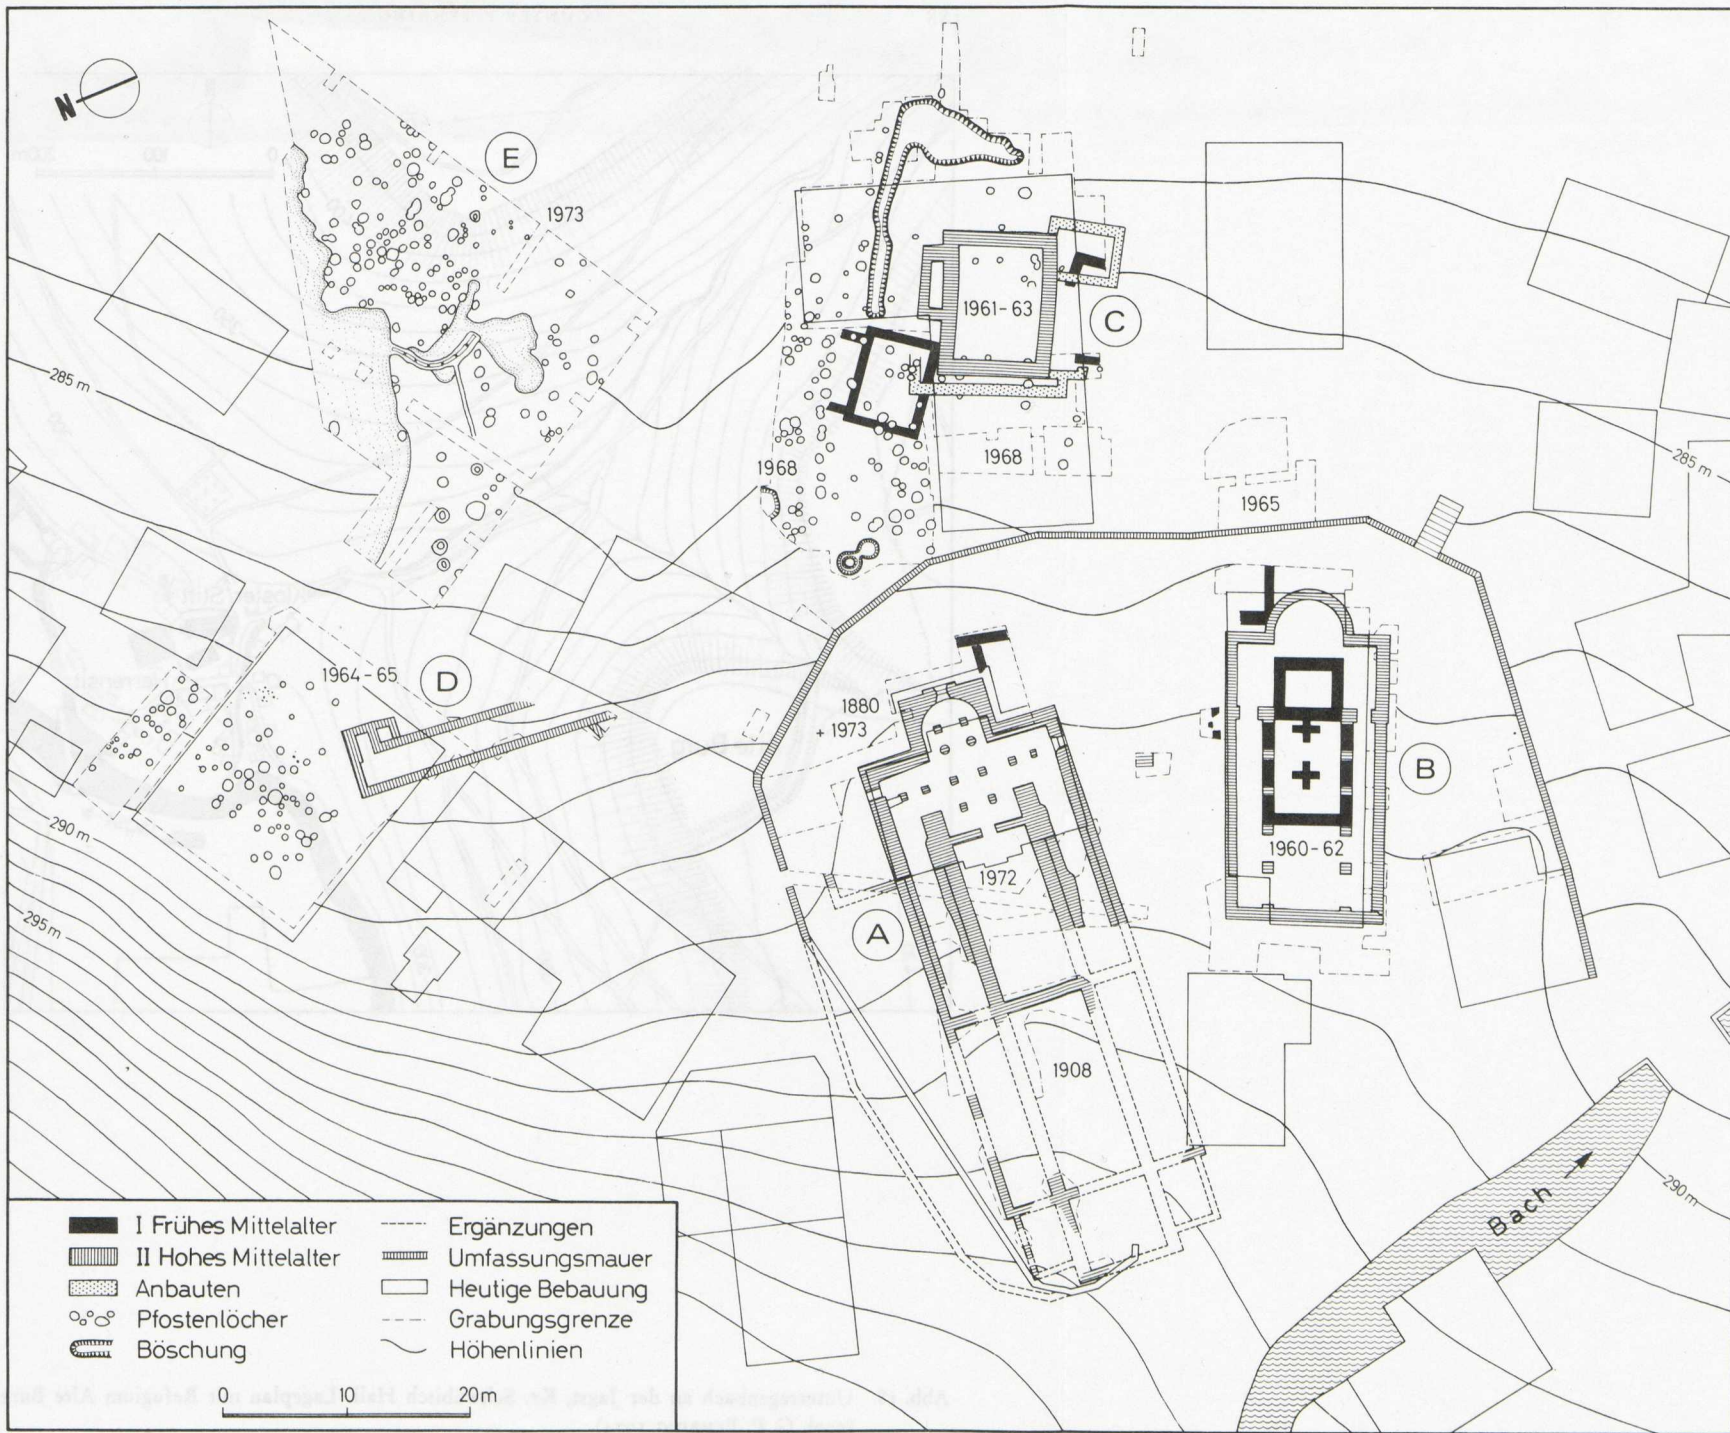 N
E
1973
1961-63
C
285 m
1968
1968
1965
285 m
1964-65
D
1880
+ 1973
B
290 m
1960-62
1972
295 m
A
1908
Bach
290 m
I Frühes Mittelalter
II Hohes Mittelalter
Anbauten
Pfostenlöcher
Böschung
Ergänzungen
Umfassungsmauer
Heutige Bebauung
Grabungsgrenze
Höhenlinien
0 10 20m